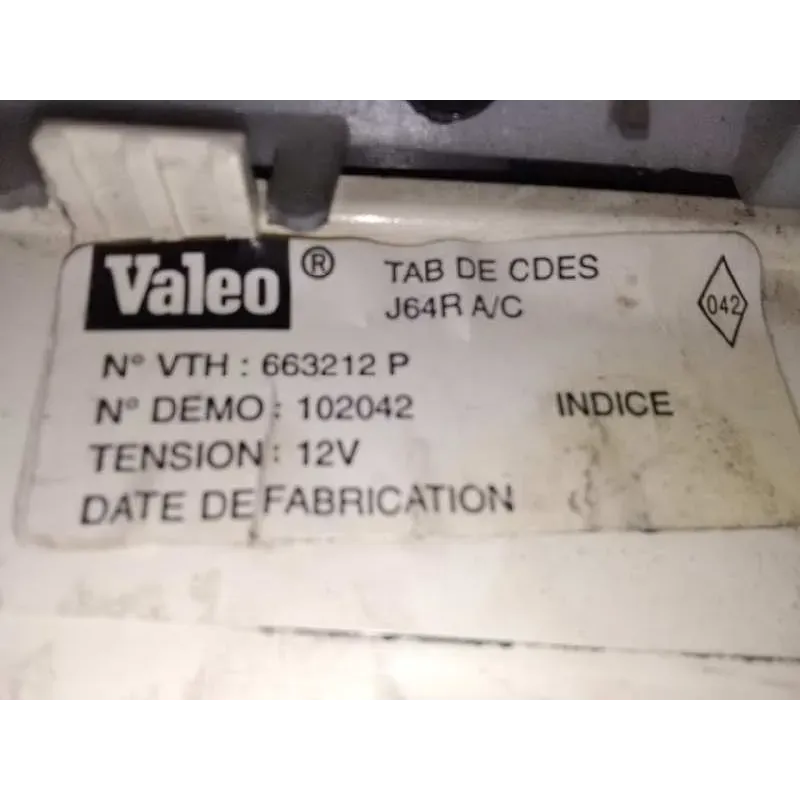 Valeo ® TAB DE CDES
J64R A/C
042
N° VTH : 663212 P
N° DEMO : 102042 INDICE
TENSION : 12V
DATE DE FABRICATION